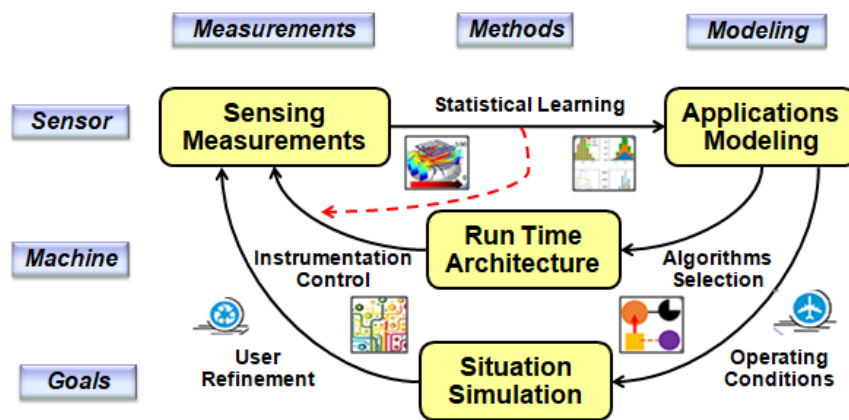 Measurements
Methods
Modeling
Sensor
Sensing
Measurements
Statistical Learning
Applications
Modeling
Machine
Instrumentation
Control
Run Time
Architecture
Algorithms
Selection
Goals
User
Refinement
Situation
Simulation
Operating
Conditions